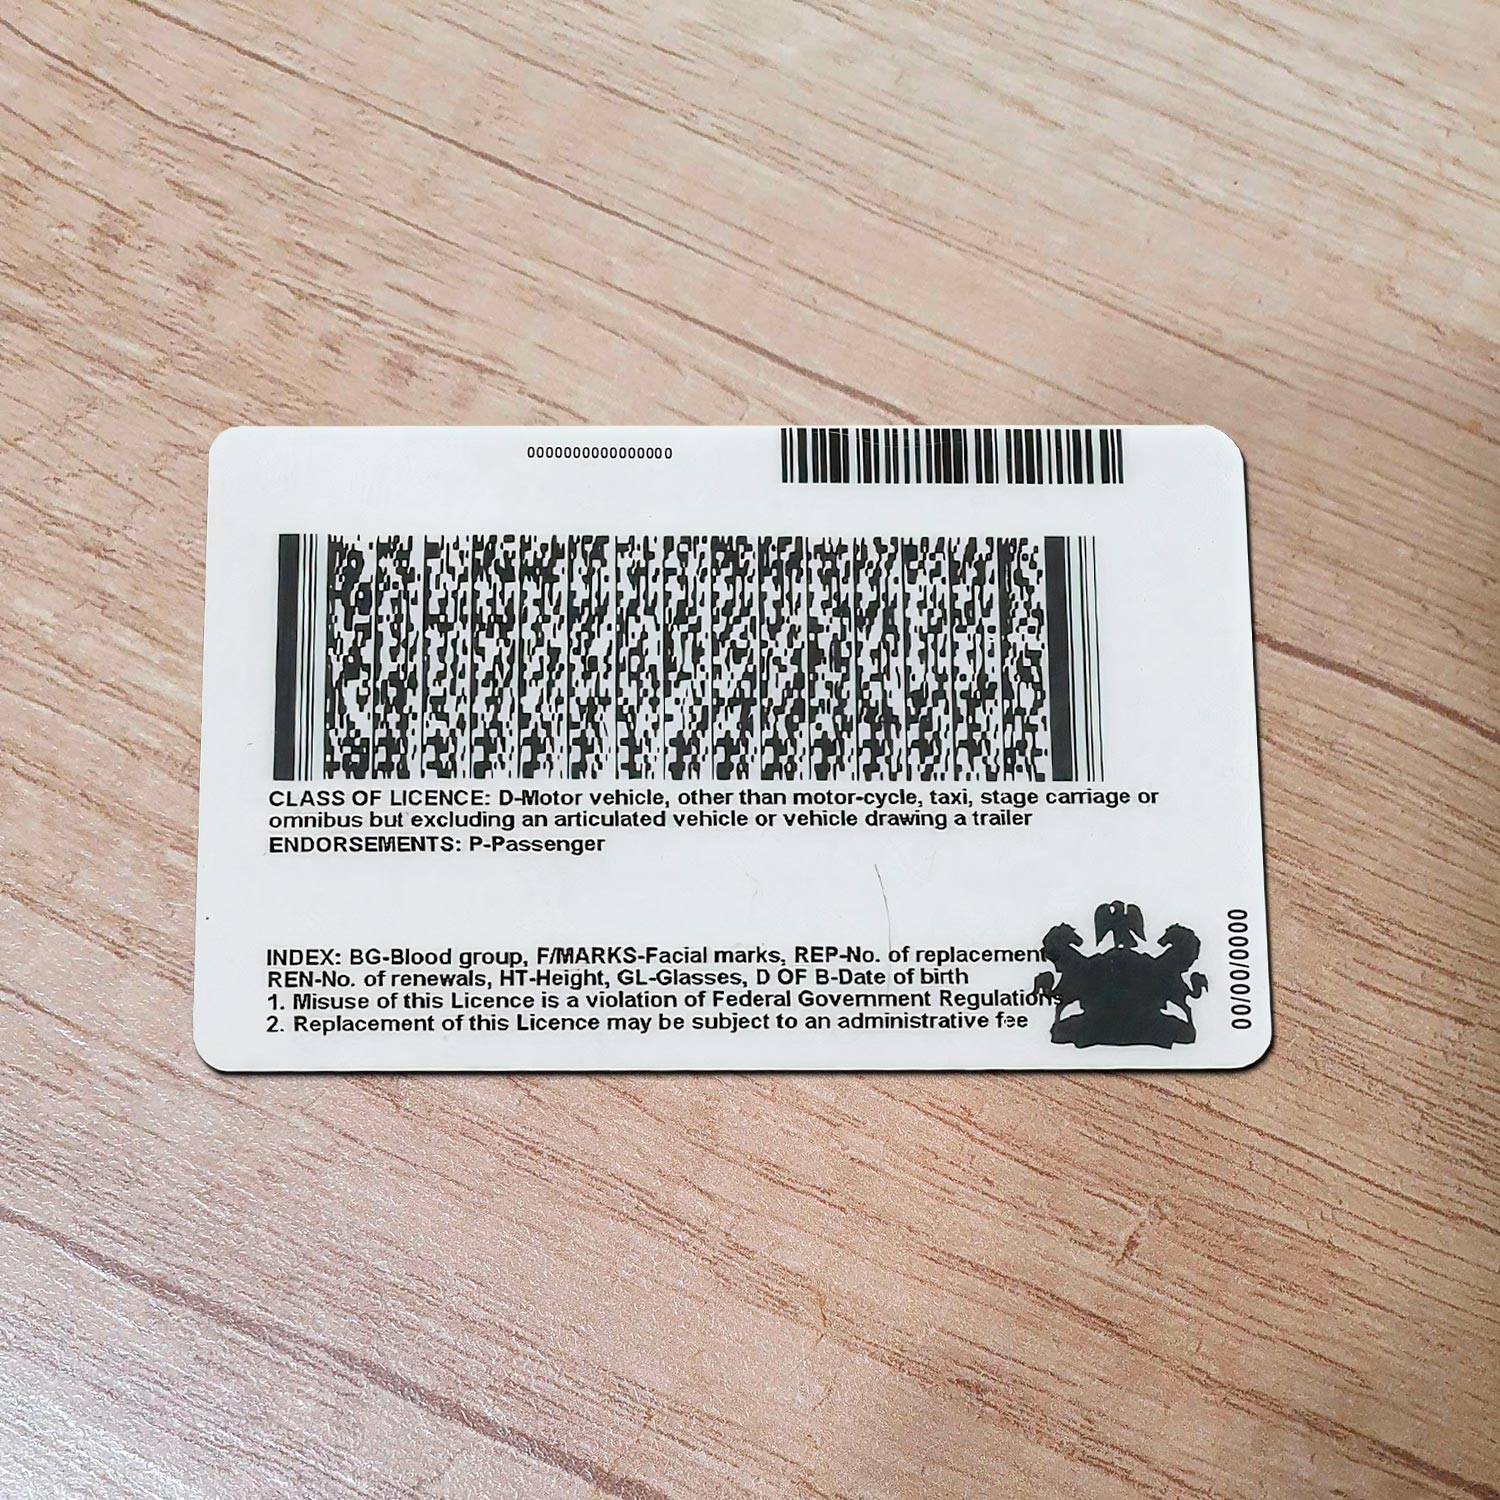 0000000000000000
CLASS OF LICENCE: D-Motor vehicle, other than motor-cycle, taxi, stage carriage or
omnibus but excluding an articulated vehicle or vehicle drawing a trailer
ENDORSEMENTS: P-Passenger
INDEX: BG-Blood group, F/MARKS-Facial marks, REP-No. of replacement
REN-No. of renewals, HT-Height, GL-Glasses, D OF B-Date of birth
1. Misuse of this Licence is a violation of Federal Government Regulations
2. Replacement of this Licence may be subject to an administrative fee
00/00/0000